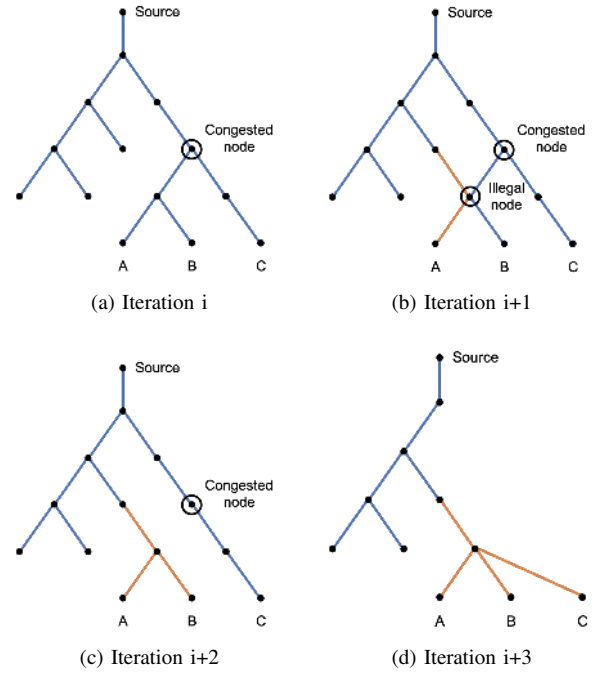 Source
Congested
node
A B C
(a) Iteration i
Source
Congested
node
Illegal
node
A B C
(b) Iteration i+1
Source
Congested
node
A B C
(c) Iteration i+2
Source
A B C
(d) Iteration i+3